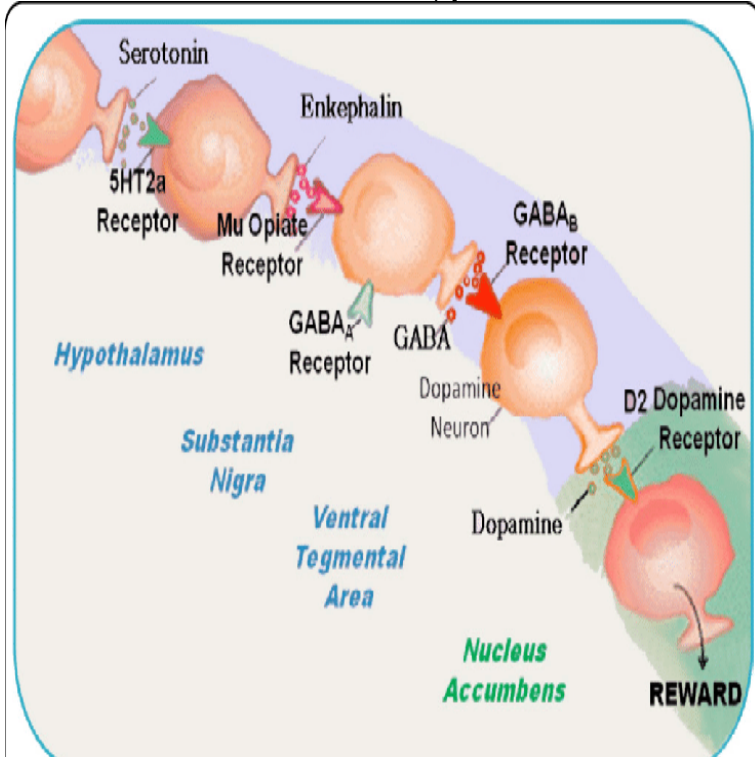 Serotonin
Enkephalin
5HT2a
Receptor
Mu Opiate
Receptor
GABAB
Receptor
GABAA
Receptor
GABA
Hypothalamus
Dopamine
Neuron
D2 Dopamine
Receptor
Substantia
Nigra
Ventral
Tegmental
Area
Dopamine
Nucleus
Accumbens
REWARD